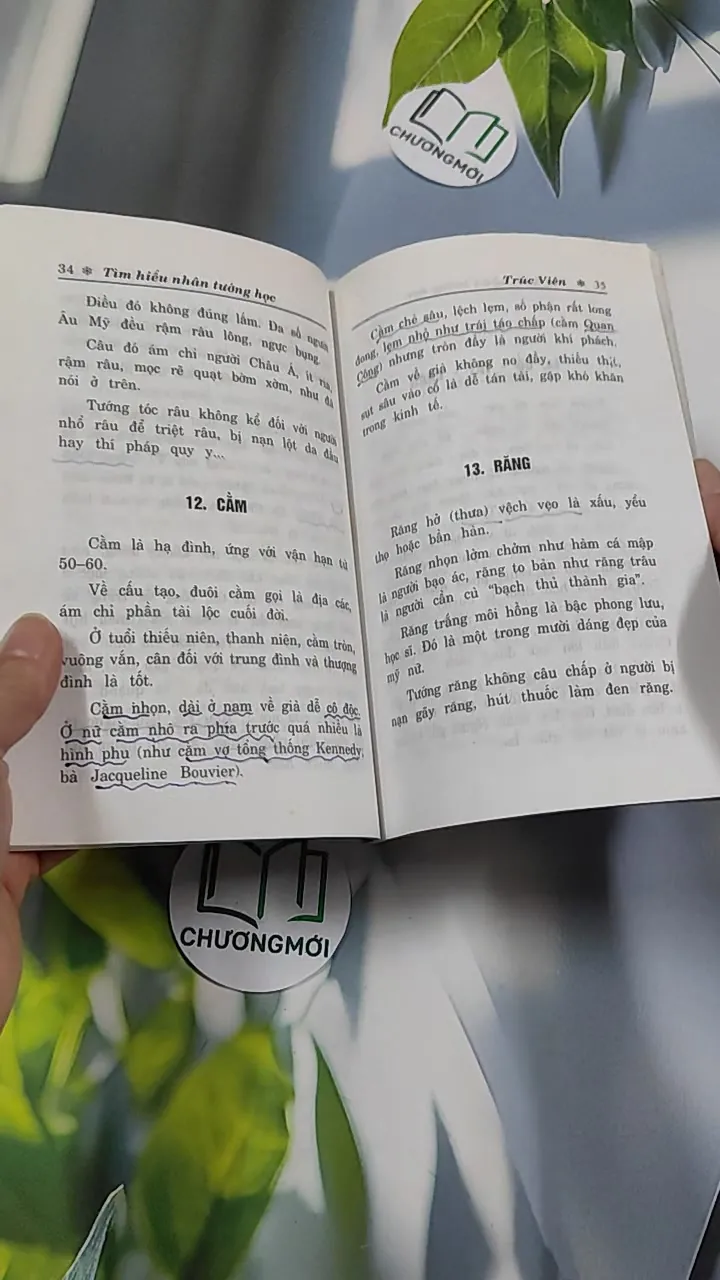 CHƯƠNGMỚI
34 ❋ Tìm hiểu nhân tướng học
Điều đó không đúng lắm. Đa số người
Âu Mỹ đều rậm râu lông, ngực bụng.
Câu đó ám chỉ người Châu Á, ít râu,
rậm râu, mọc rẽ quạt bờm xờm, như đã
nói ở trên.
Tướng tóc râu không kể đối với người
nhổ râu để triệt râu, bị nạn lột da đầu
hay thí pháp quy y...
12. CẰM
Cằm là hạ đình, ứng với vận hạn từ
50–60.
Về cấu tạo, đuôi cằm gọi là địa các,
ám chỉ phần tài lộc cuối đời.
Ở tuổi thiếu niên, thanh niên, cằm tròn,
vuông vắn, cân đối với trung đình và thượng
đình là tốt.
Cằm nhọn, dài ở nam về già dễ cô độc.
Ở nữ cằm nhô ra phía trước quá nhiều là
hình phu (như cằm vợ tổng thống Kennedy,
bà Jacqueline Bouvier).
Trúc Viên ❋ 35
Cằm chẻ sâu, lệch lẹm, số phận rất long
đong, lẹm nhỏ như trái táo chấp (cằm Quan
Công) nhưng tròn đầy là người khí phách.
Cằm về già không no đầy, thiếu thịt,
sụt sâu vào cổ là dễ tán tài, gặp khó khăn
trong kinh tế.
13. RĂNG
Răng hở (thưa) vệch vẹo là xấu, yểu
thọ hoặc bần hàn.
Răng nhọn lởm chởm như hàm cá mập
là người bạo ác, răng to bản như răng trâu
là người cần cù "bạch thủ thành gia".
Răng trắng môi hồng là bậc phong lưu,
học sĩ. Đó là một trong mười dáng đẹp của
mỹ nữ.
Tướng răng không câu chấp ở người bị
nạn gãy răng, hút thuốc làm đen răng.
CHƯƠNGMỚI